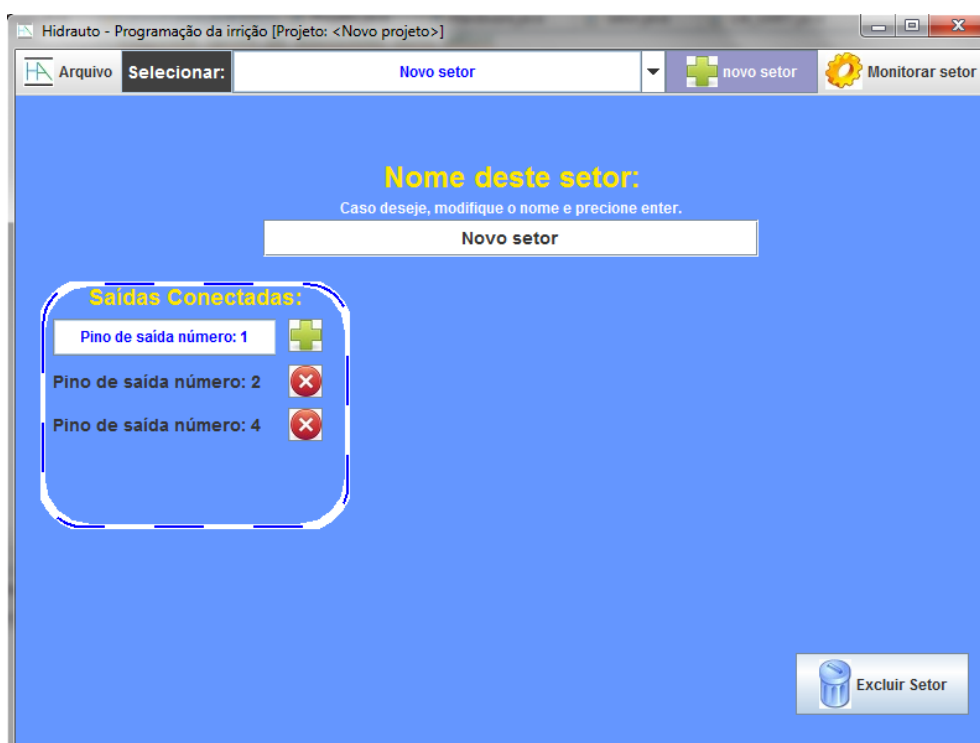 Hidrauto - Programação da irrição [Projeto: <Novo projeto>]
Arquivo Selecionar: Novo setor novo setor Monitorar setor
Nome deste setor:
Caso deseje, modifique o nome e precione enter.
Novo setor
Saídas Conectadas:
Pino de saída número: 1
Pino de saída número: 2
Pino de saída número: 4
Excluir Setor